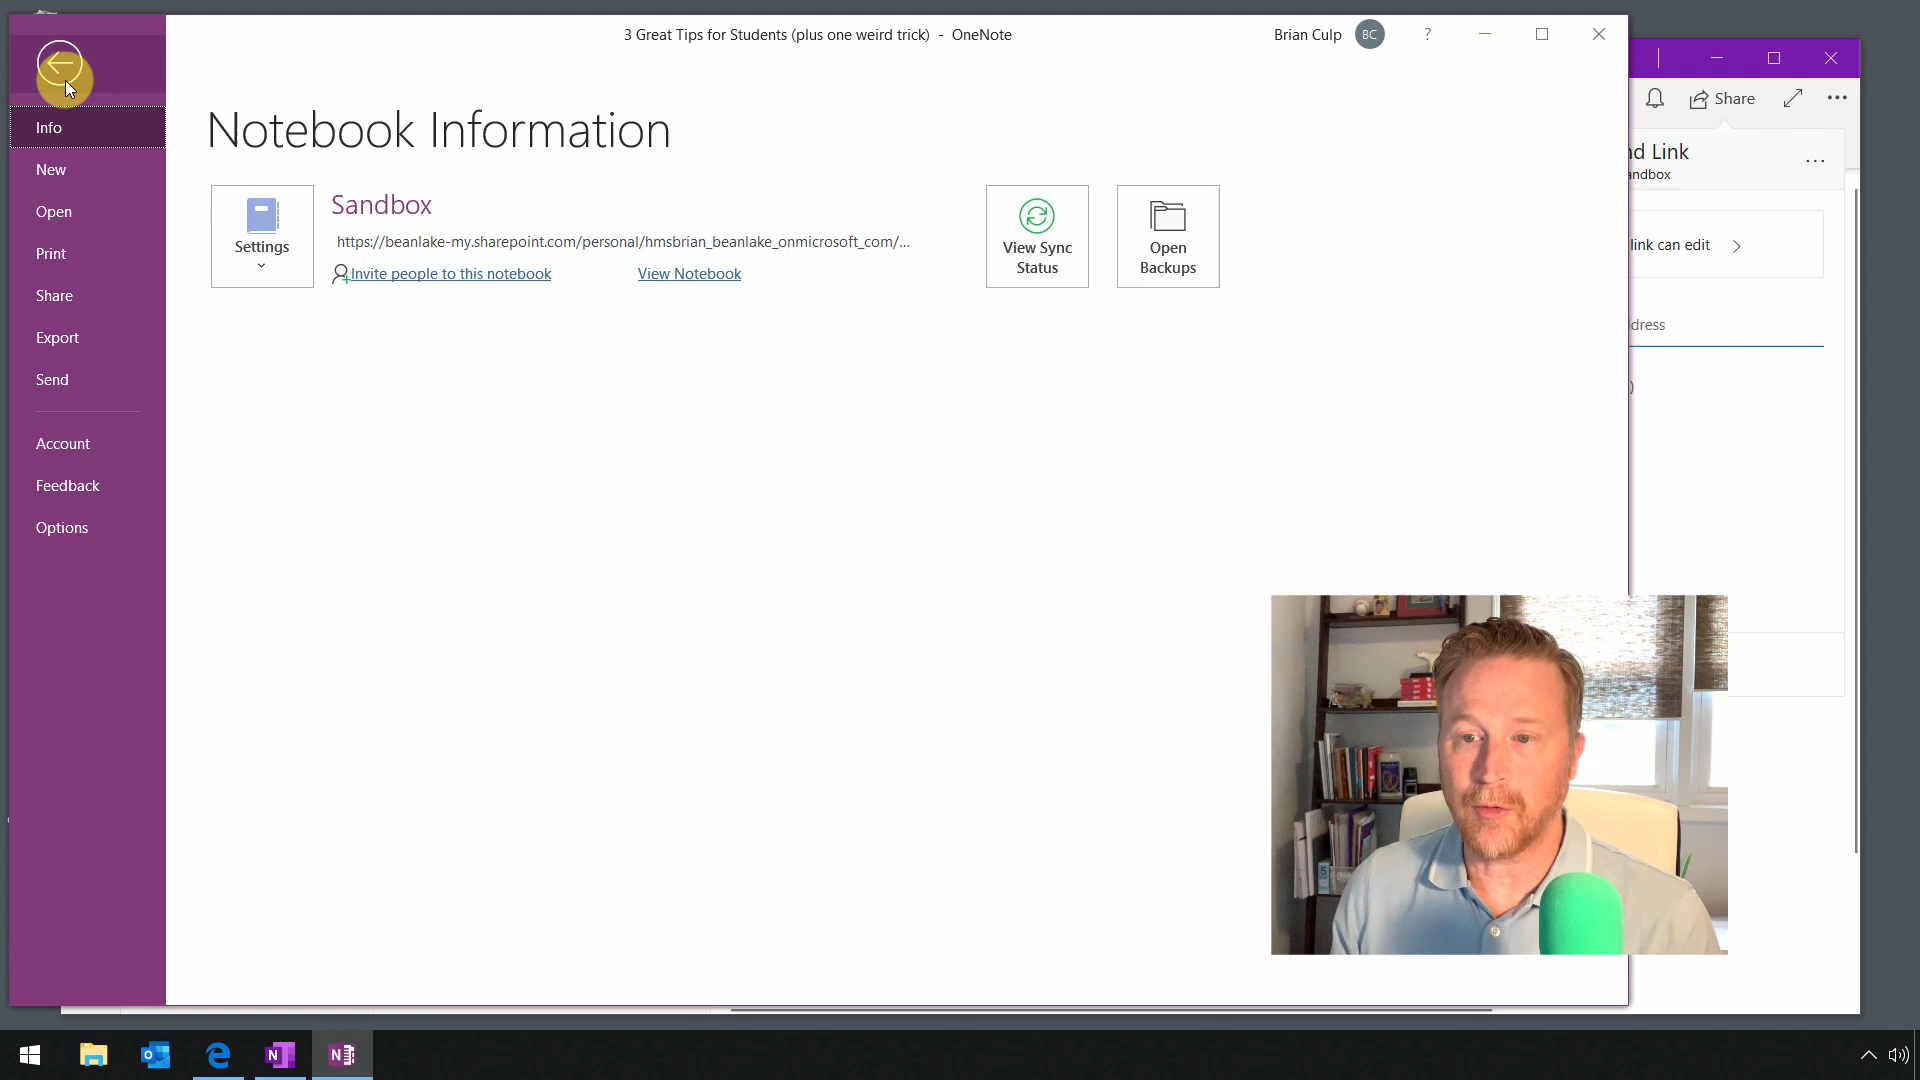 3 Great Tips for Students (plus one weird trick) - OneNote
Brian Culp BC ?
Share
Info
New
Open
Print
Share
Export
Send
Account
Feedback
Options
Notebook Information
Settings
Sandbox
https://beanlake-my.sharepoint.com/personal/hmsbrian_beanlake_onmicrosoft_com/...
Invite people to this notebook
View Notebook
View Sync
Status
Open
Backups
nd Link
andbox
link can edit
dress
)